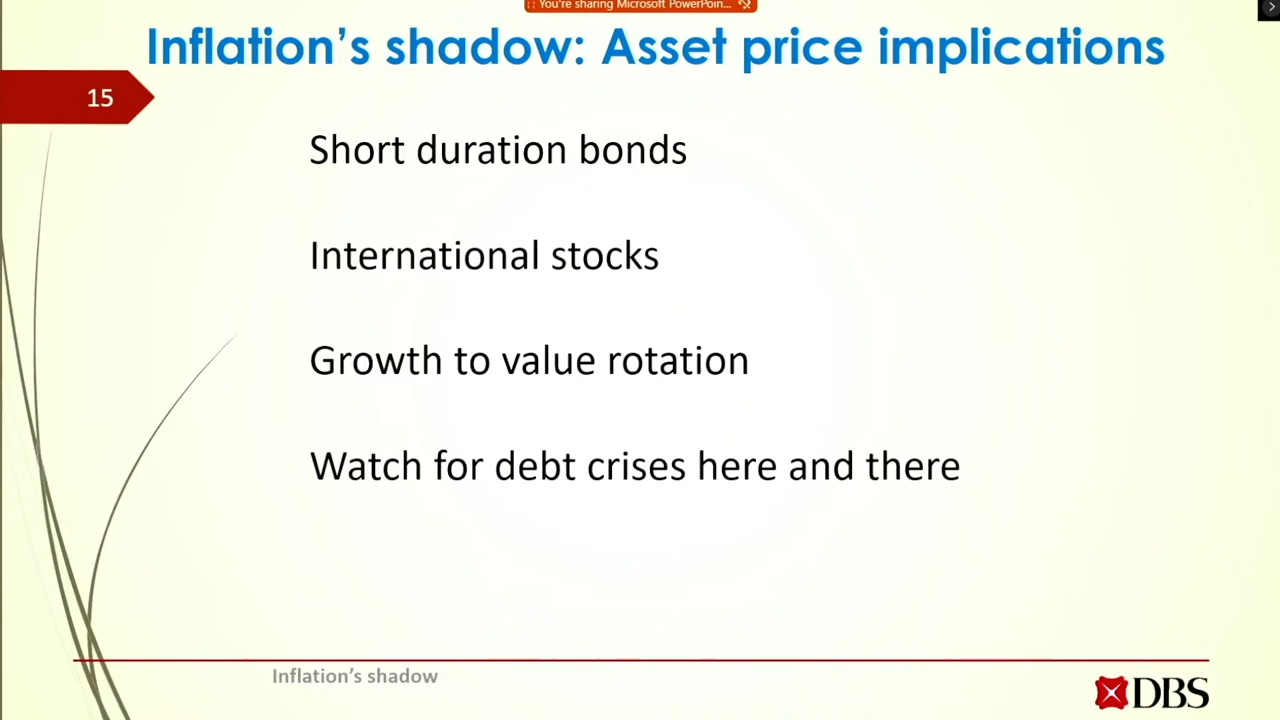 You're sharing Microsoft PowerPoin...
Inflation's shadow: Asset price implications
15
Short duration bonds
International stocks
Growth to value rotation
Watch for debt crises here and there
Inflation's shadow
DBS